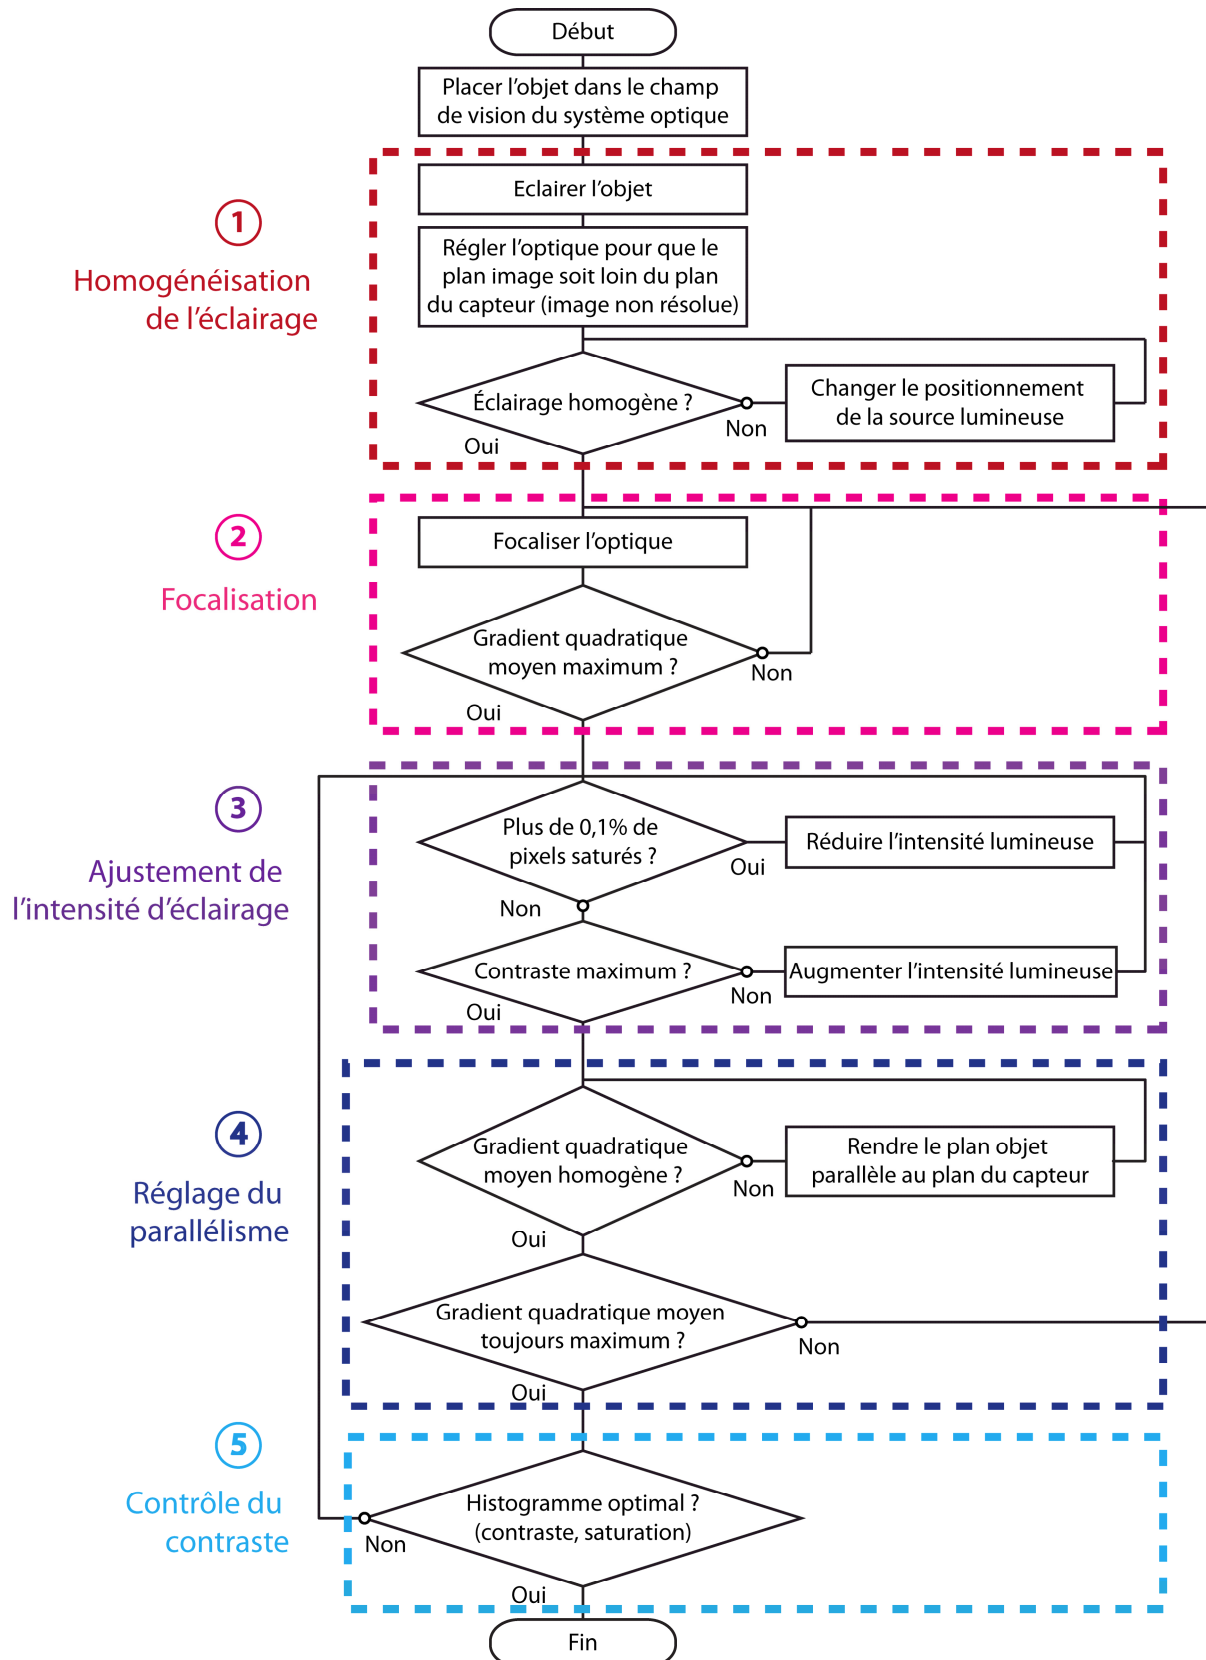 Début
Placer l'objet dans le champ
de vision du système optique
1
Homogénéisation
de l'éclairage
Eclairer l'objet
Régler l'optique pour que le
plan image soit loin du plan
du capteur (image non résolue)
Éclairage homogène ?
Non
Oui
Changer le positionnement
de la source lumineuse
2
Focalisation
Focaliser l'optique
Gradient quadratique
moyen maximum ?
Non
Oui
3
Ajustement de
l'intensité d'éclairage
Plus de 0,1% de
pixels saturés ?
Oui
Réduire l'intensité lumineuse
Non
Contraste maximum ?
Non
Augmenter l'intensité lumineuse
Oui
4
Réglage du
parallélisme
Gradient quadratique
moyen homogène ?
Non
Rendre le plan objet
parallèle au plan du capteur
Oui
Gradient quadratique moyen
toujours maximum ?
Non
Oui
5
Contrôle du
contraste
Histogramme optimal ?
(contraste, saturation)
Non
Oui
Fin